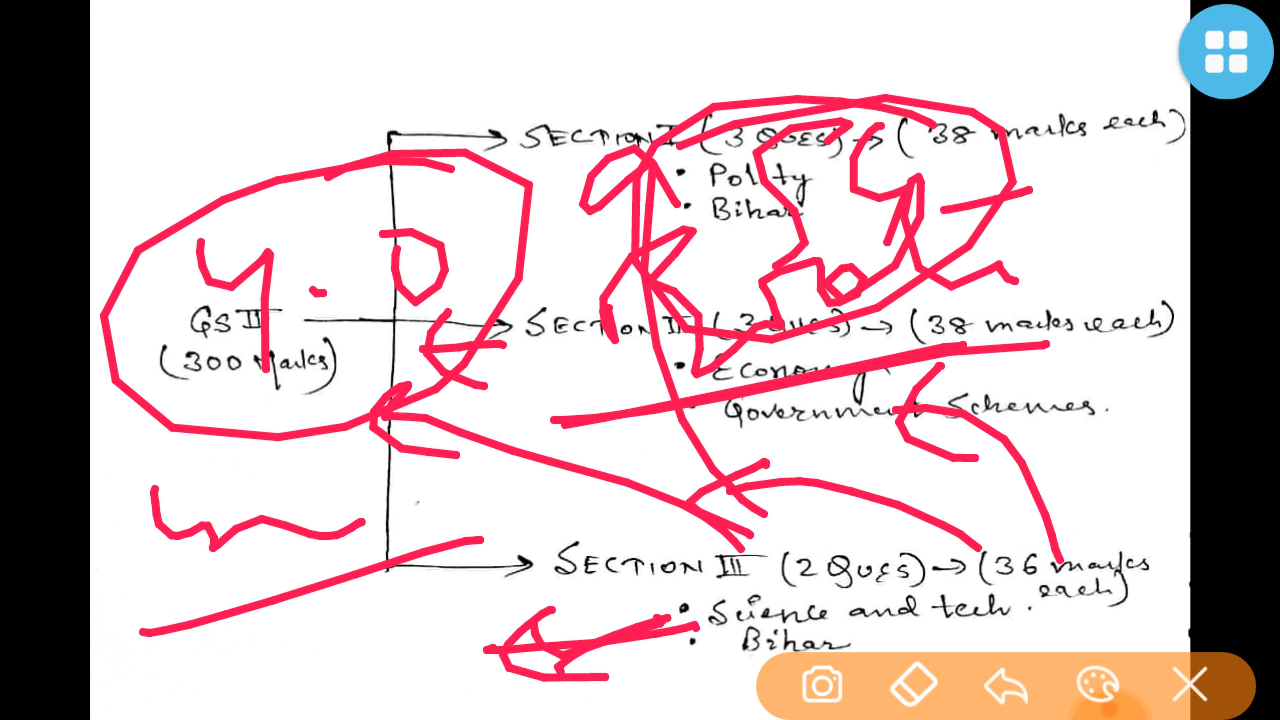 SECTION I (3 QUES) → (38 marks each)
• Polity
• Bihar
GS II
(300 Marks)
SECTION II (3 QUES) → (38 marks each)
• Economy
Government Schemes.
SECTION III (2 QUES) → (36 marks each)
• Science and tech.
• Bihar